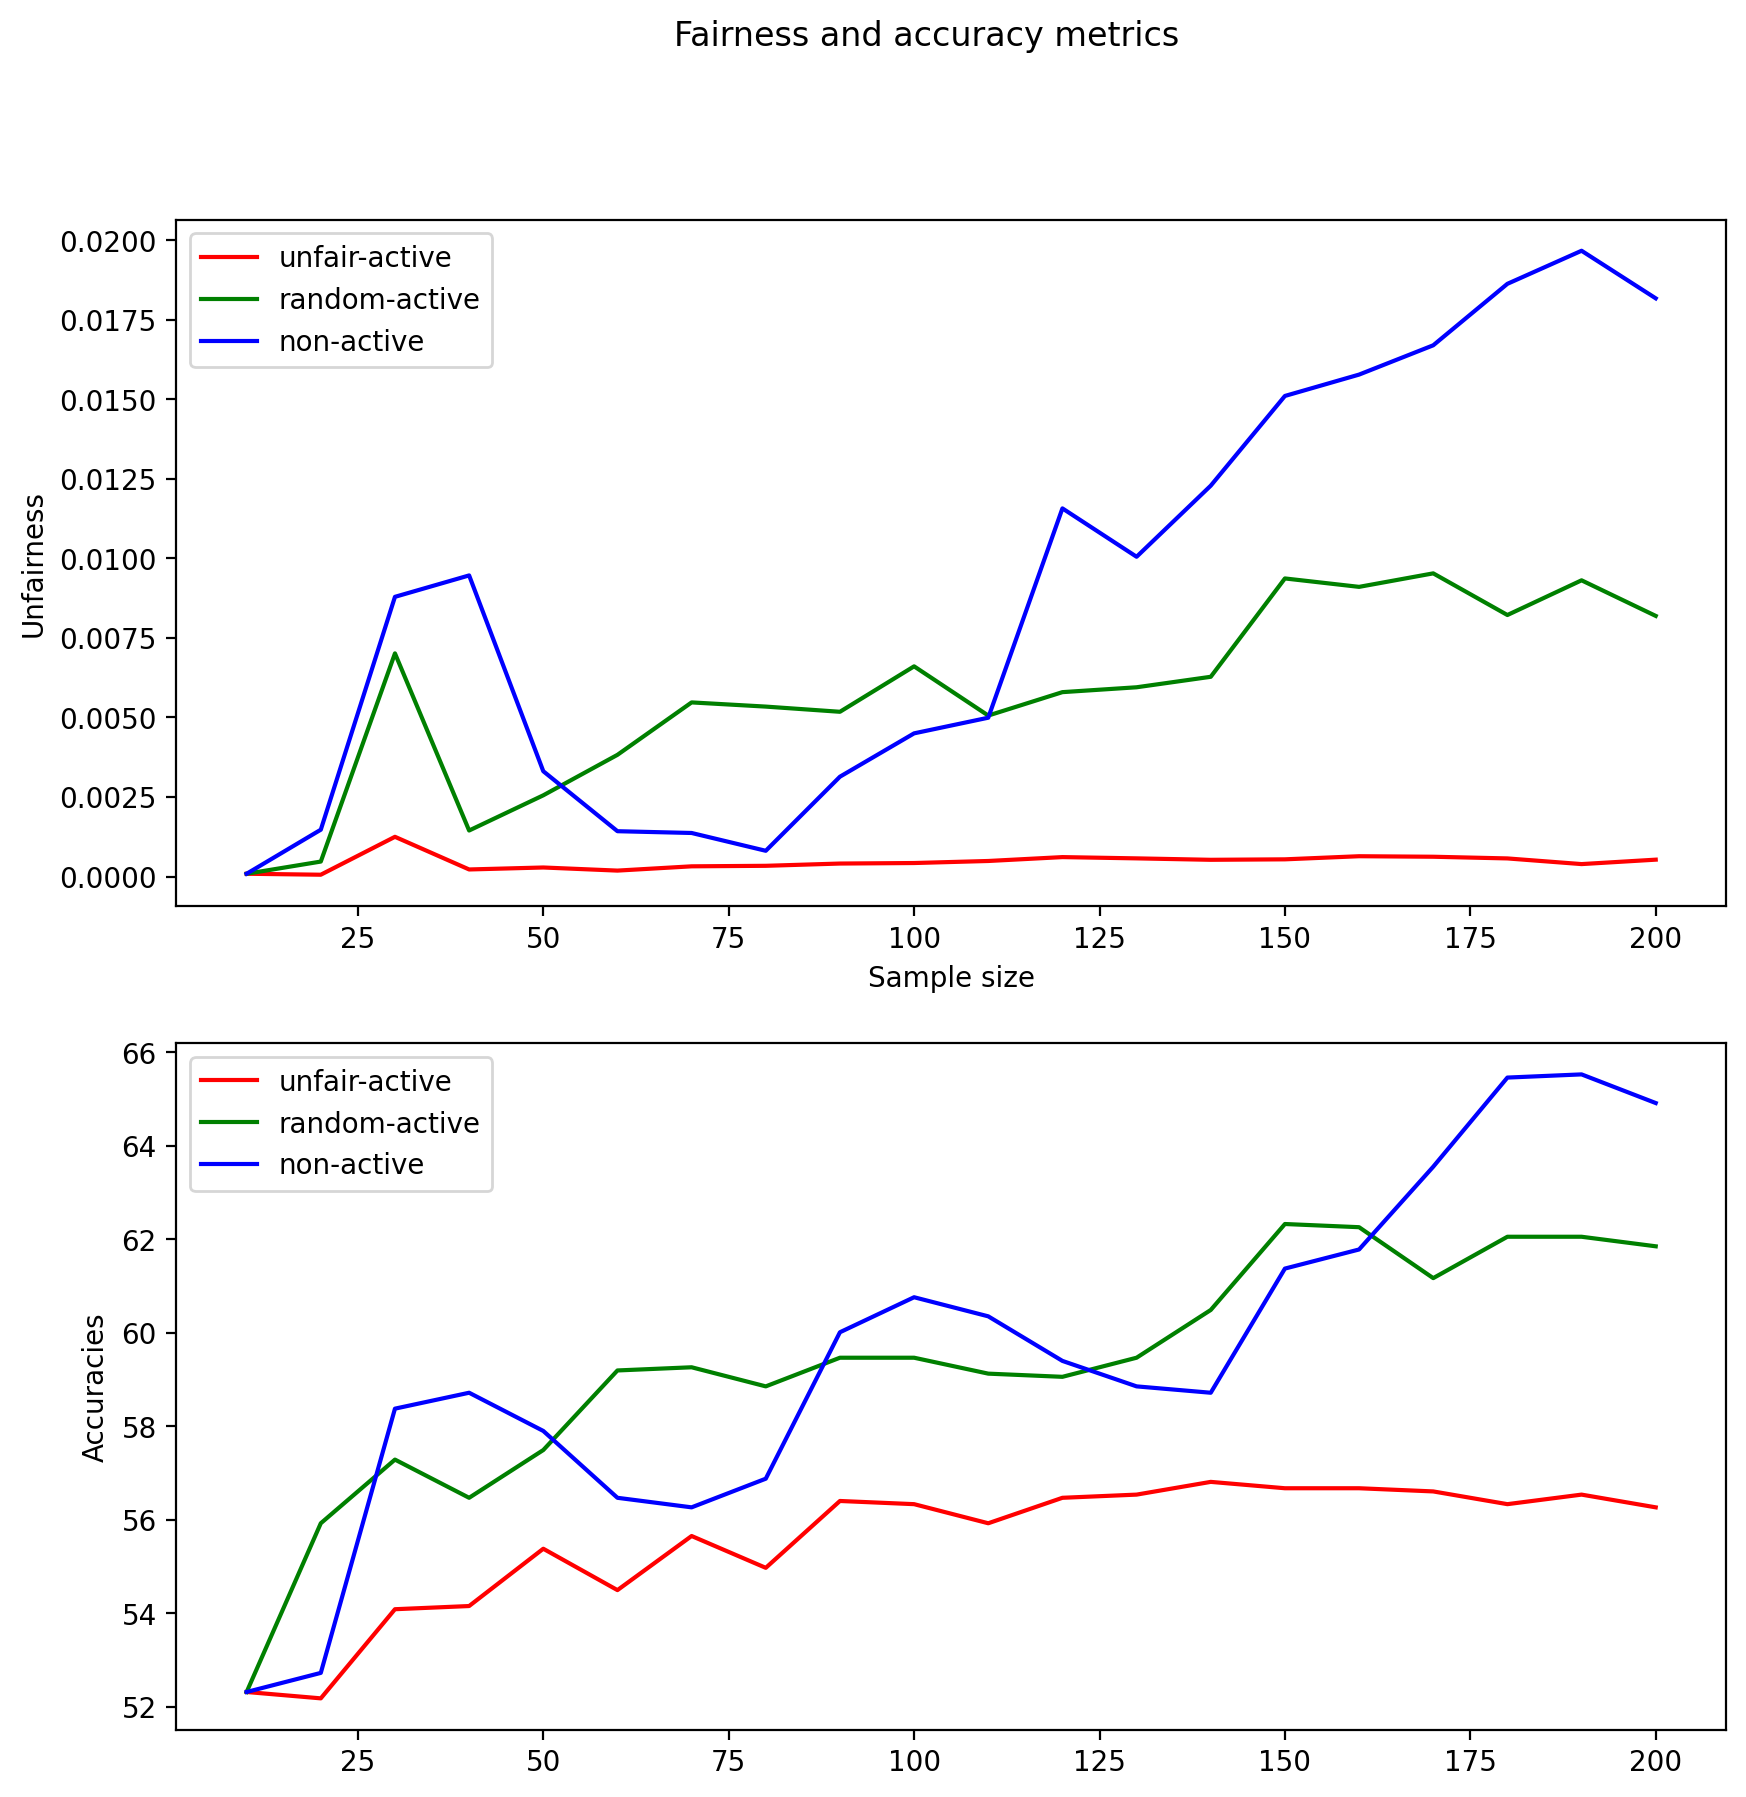 Fairness and accuracy metrics
0.0200
0.0175
0.0150
0.0125
0.0100
0.0075
0.0050
0.0025
0.0000
Unfairness
unfair-active
random-active
non-active
25 50 75 100 125 150 175 200
Sample size
66
64
62
60
58
56
54
52
Accuracies
unfair-active
random-active
non-active
25 50 75 100 125 150 175 200